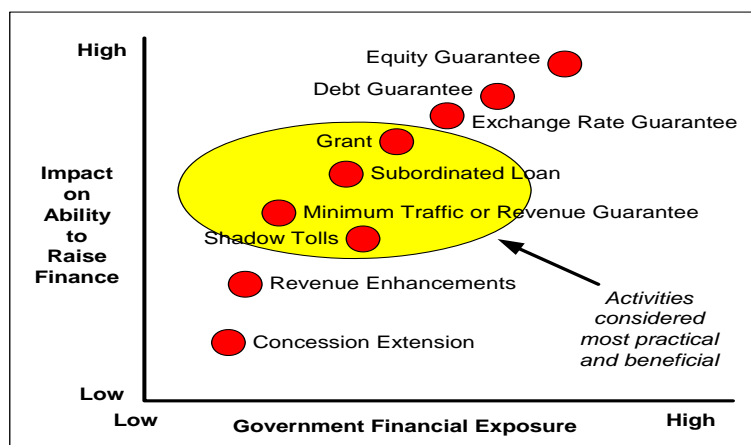 High
Equity Guarantee
Debt Guarantee
Exchange Rate Guarantee
Grant
Subordinated Loan
Impact
on
Ability
to
Raise
Finance
Minimum Traffic or Revenue Guarantee
Shadow Tolls
Revenue Enhancements
Activities
considered
most practical
and beneficial
Concession Extension
Low
Low
Government Financial Exposure
High